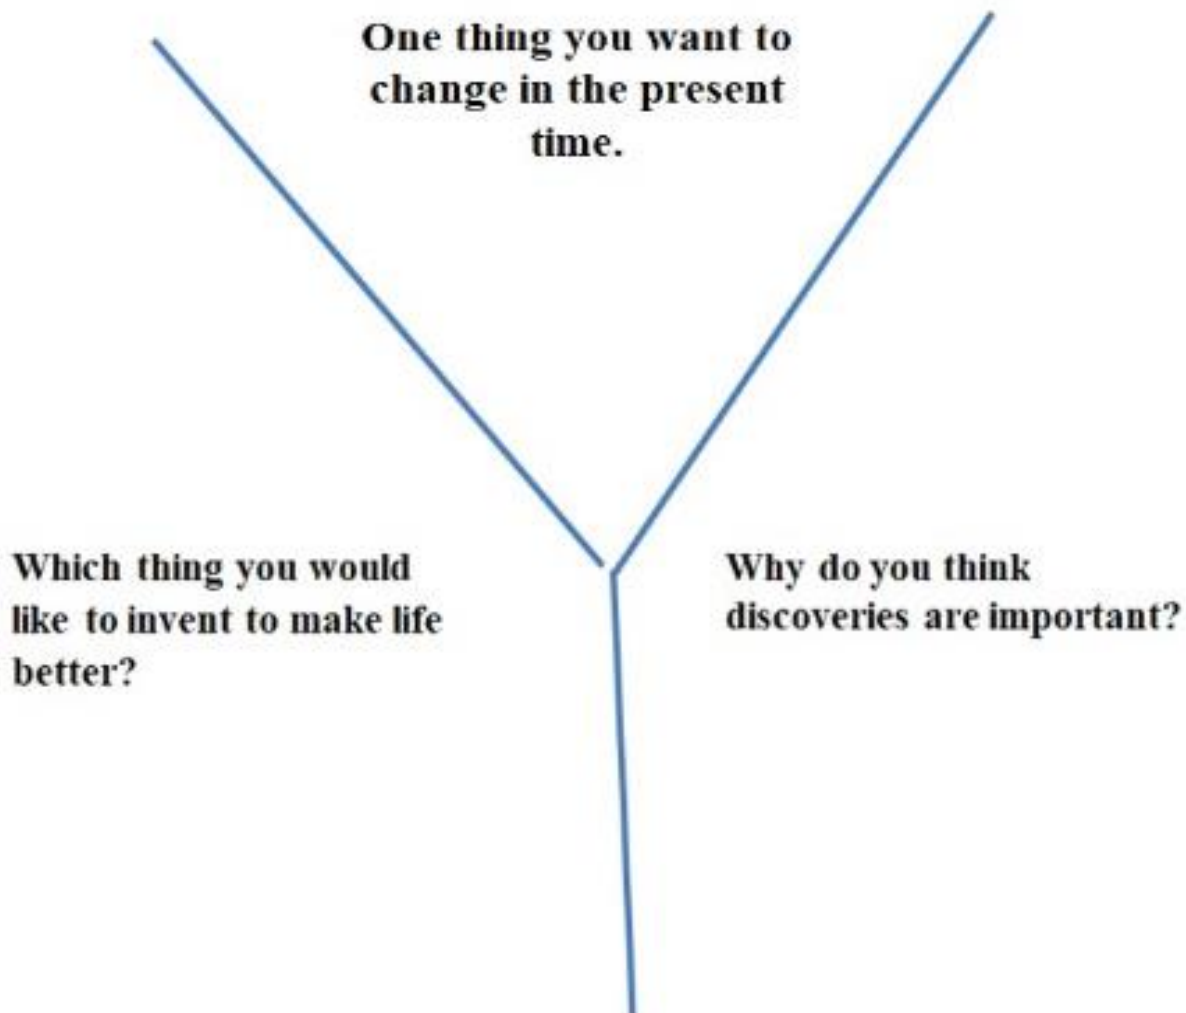 One thing you want to
change in the present
time.
Which thing you would
like to invent to make life
better?
Why do you think
discoveries are important?